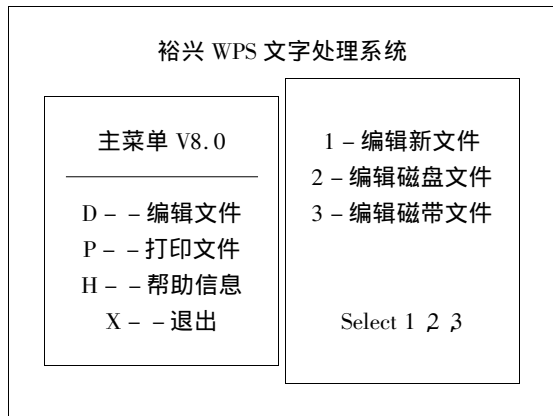 裕兴 WPS 文字处理系统
主菜单 V8.0
D - - 编辑文件
P - - 打印文件
H - - 帮助信息
X - - 退出
1 - 编辑新文件
2 - 编辑磁盘文件
3 - 编辑磁带文件
Select 1 ,2 ,3